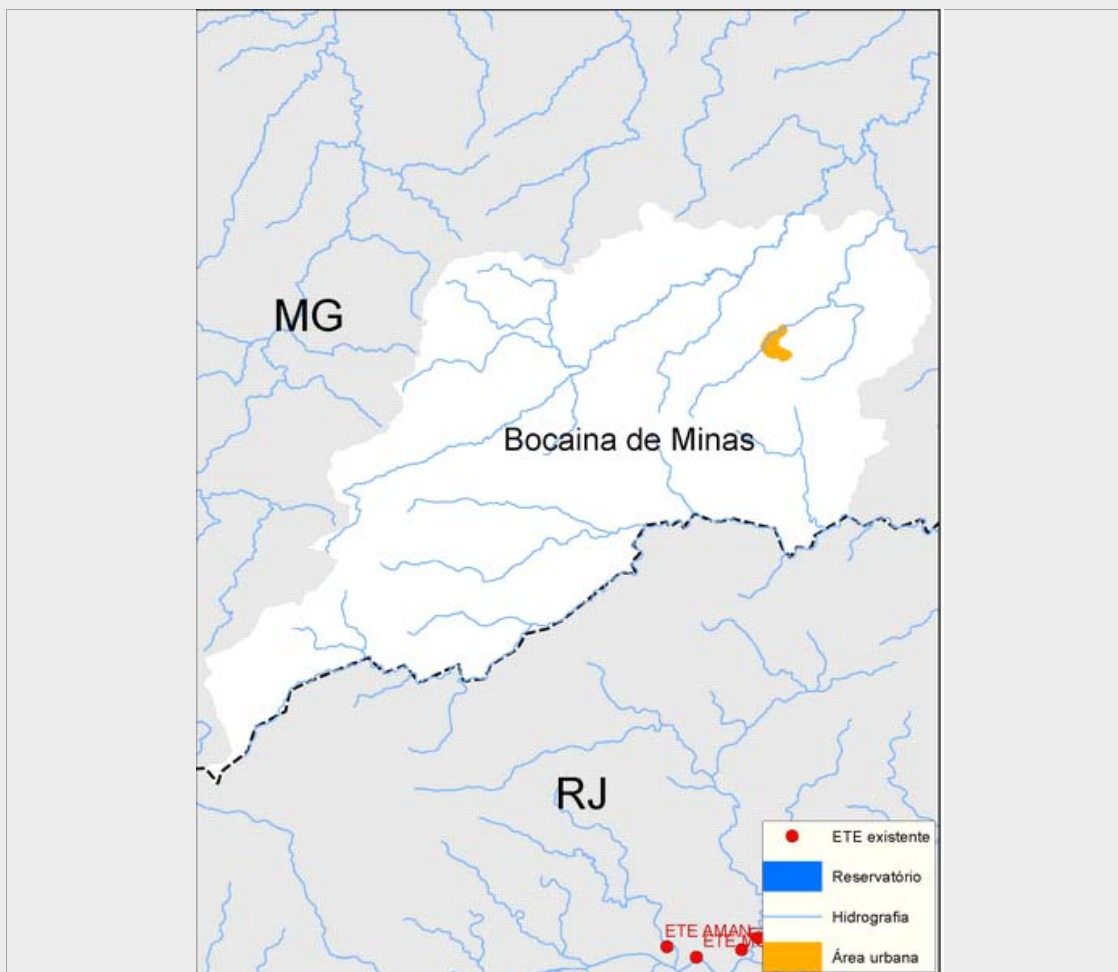 MG
Bocaina de Minas
RJ
ETE existente
Reservatório
Hidrografia
Área urbana
ETE AMAN
ETE